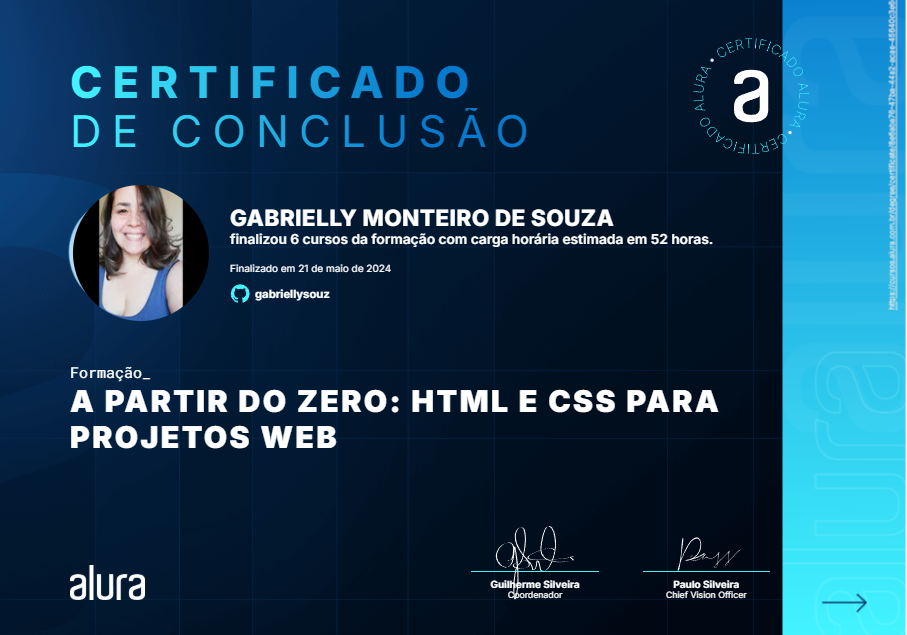 CERTIFICADO
DE CONCLUSÃO
CERTIFICADO ALURA • CERTIFICADO ALURA •
a
GABRIELLY MONTEIRO DE SOUZA
finalizou 6 cursos da formação com carga horária estimada em 52 horas.
Finalizado em 21 de maio de 2024
gabriellysouz
Formação_
A PARTIR DO ZERO: HTML E CSS PARA
PROJETOS WEB
alura
Guilherme Silveira
Coordenador
Paulo Silveira
Chief Vision Officer
alura